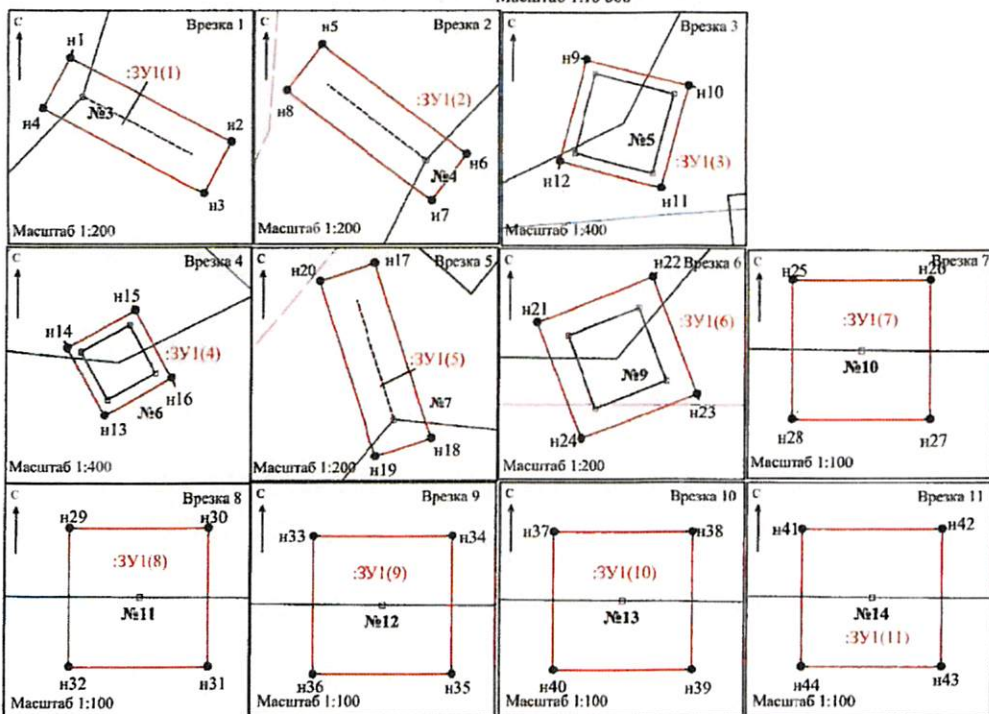 Масштаб 1:10 000
С
Врезка 1
н1
:ЗУ1(1)
№3
н4
н2
н3
Масштаб 1:200
С
Врезка 2
н5
:ЗУ1(2)
н8
н6
№4
н7
Масштаб 1:200
С
Врезка 3
н9
н10
№5
:ЗУ1(3)
н12
н11
Масштаб 1:400
С
Врезка 4
н15
н14
:ЗУ1(4)
н16
№6
н13
Масштаб 1:400
С
Врезка 5
н17
н20
:ЗУ1(5)
№7
н18
н19
Масштаб 1:200
С
Врезка 6
н22
н21
:ЗУ1(6)
№9
н23
н24
Масштаб 1:200
С
Врезка 7
н25
н26
:ЗУ1(7)
№10
н28
н27
Масштаб 1:100
С
Врезка 8
н29
н30
:ЗУ1(8)
№11
н32
н31
Масштаб 1:100
С
Врезка 9
н33
н34
:ЗУ1(9)
№12
н36
н35
Масштаб 1:100
С
Врезка 10
н37
н38
:ЗУ1(10)
№13
н40
н39
Масштаб 1:100
С
Врезка 11
н41
н42
№14
:ЗУ1(11)
н44
н43
Масштаб 1:100